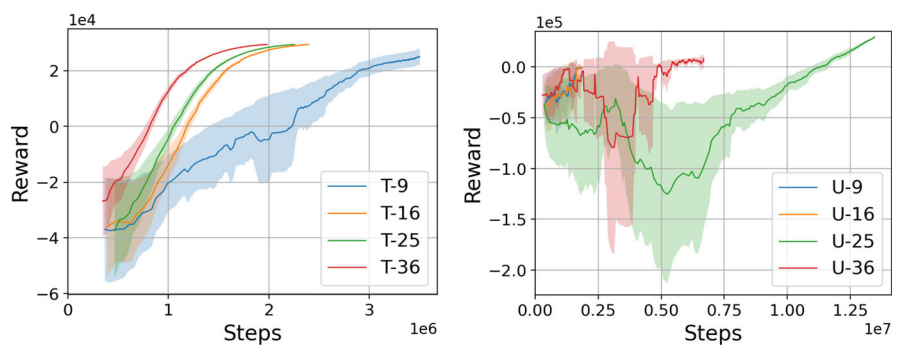 1e4
2
0
−2
−4
−6
Reward
0
1
2
3
1e6
Steps
T-9
T-16
T-25
T-36
1e5
0.0
−0.5
−1.0
−1.5
−2.0
Reward
0.00
0.25
0.50
0.75
1.00
1.25
1e7
Steps
U-9
U-16
U-25
U-36